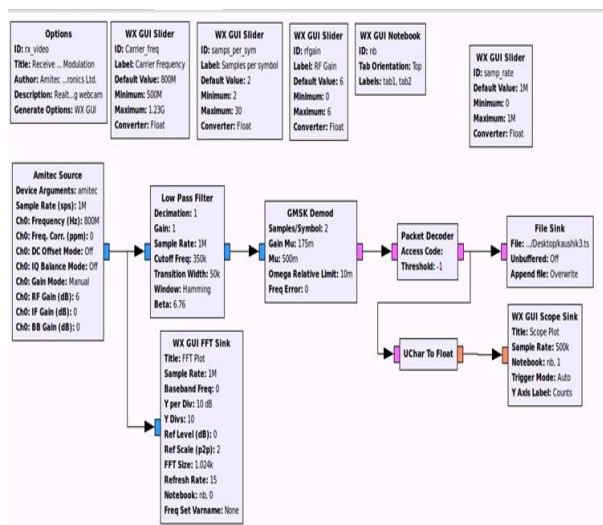 Options
ID: rx_video
Title: Receive ... Modulation
Author: Amitec ...ronics Ltd.
Description: Realt...g webcam
Generate Options: WX GUI
WX GUI Slider
ID: Carrier_freq
Label: Carrier Frequency
Default Value: 800M
Minimum: 500M
Maximum: 1.23G
Converter: Float
WX GUI Slider
ID: samps_per_sym
Label: Samples per symbol
Default Value: 2
Minimum: 2
Maximum: 30
Converter: Float
WX GUI Slider
ID: rfgain
Label: RF Gain
Default Value: 6
Minimum: 0
Maximum: 6
Converter: Float
WX GUI Notebook
ID: nb
Tab Orientation: Top
Labels: tab1, tab2
WX GUI Slider
ID: samp_rate
Default Value: 1M
Minimum: 0
Maximum: 1M
Converter: Float
Amitec Source
Device Arguments: amitec
Sample Rate (sps): 1M
Ch0: Frequency (Hz): 800M
Ch0: Freq. Corr. (ppm): 0
Ch0: DC Offset Mode: Off
Ch0: IQ Balance Mode: Off
Ch0: Gain Mode: Manual
Ch0: RF Gain (dB): 6
Ch0: IF Gain (dB): 0
Ch0: BB Gain (dB): 0
Low Pass Filter
Decimation: 1
Gain: 1
Sample Rate: 1M
Cutoff Freq: 350k
Transition Width: 50k
Window: Hamming
Beta: 6.76
GMSK Demod
Samples/Symbol: 2
Gain Mu: 175m
Mu: 500m
Omega Relative Limit: 10m
Freq Error: 0
Packet Decoder
Access Code:
Threshold: -1
File Sink
File: .../Desktop/kaushik3.ts
Unbuffered: Off
Append file: Overwrite
UChar To Float
WX GUI Scope Sink
Title: Scope Plot
Sample Rate: 500k
Notebook: nb, 1
Trigger Mode: Auto
Y Axis Label: Counts
WX GUI FFT Sink
Title: FFT Plot
Sample Rate: 1M
Baseband Freq: 0
Y per Div: 10 dB
Y Divs: 10
Ref Level (dB): 0
Ref Scale (p2p): 2
FFT Size: 1.024k
Refresh Rate: 15
Notebook: nb, 0
Freq Set Varname: None